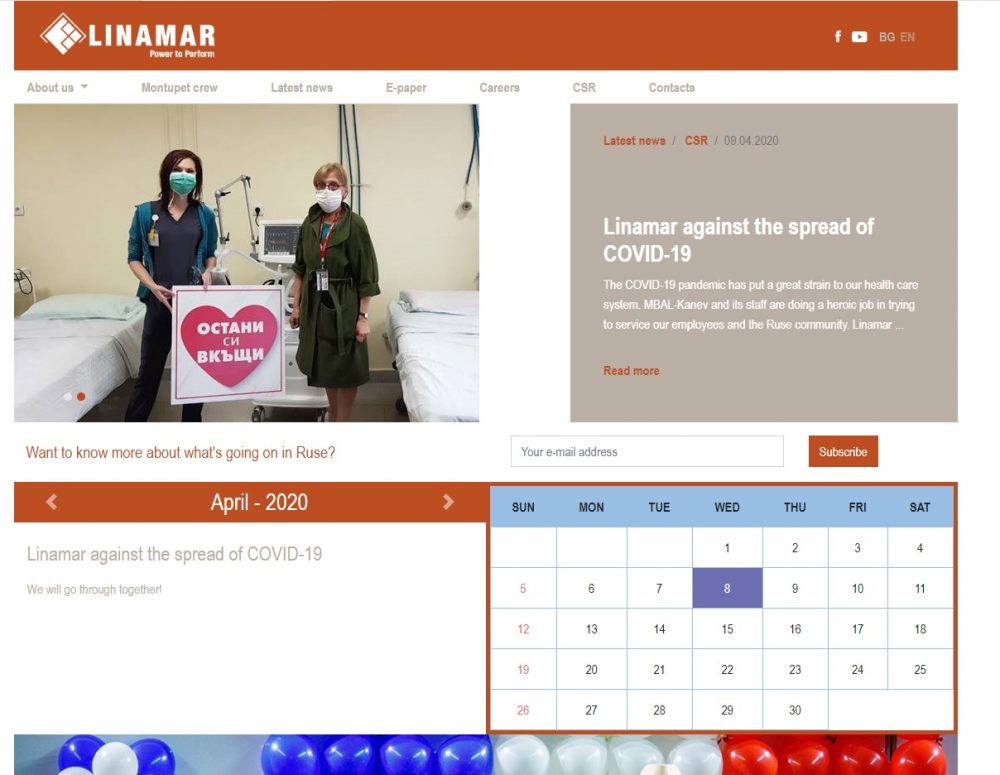 LINAMAR
Power to Perform
BG EN
About us
Montupet crew
Latest news
E-paper
Careers
CSR
Contacts
ОСТАНИ
СИ
ВКЪЩИ
Latest news / CSR / 09.04.2020
Linamar against the spread of
COVID-19
The COVID-19 pandemic has put a great strain to our health care
system. MBAL-Kanev and its staff are doing a heroic job in trying
to service our employees and the Ruse community. Linamar ...
Read more
Want to know more about what's going on in Ruse?
Your e-mail address
Subscribe
April - 2020
Linamar against the spread of COVID-19
We will go through together!
SUN MON TUE WED THU FRI SAT
1 2 3 4
5 6 7 8 9 10 11
12 13 14 15 16 17 18
19 20 21 22 23 24 25
26 27 28 29 30